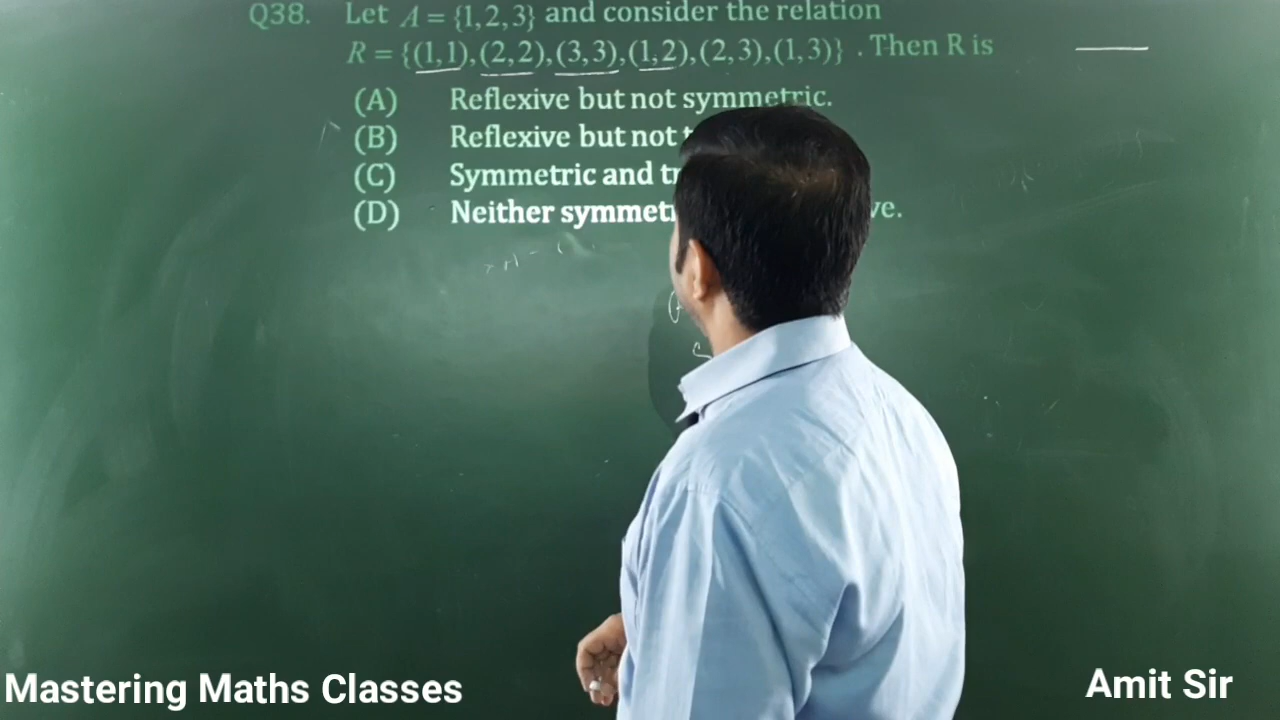 Q38. Let A = {1, 2, 3} and consider the relation
R = {(1,1),(2,2),(3,3),(1,2),(2,3),(1,3)} . Then R is ____
(A) Reflexive but not symmetric.
(B) Reflexive but not
(C) Symmetric and
(D) Neither
Mastering Maths Classes
Amit Sir